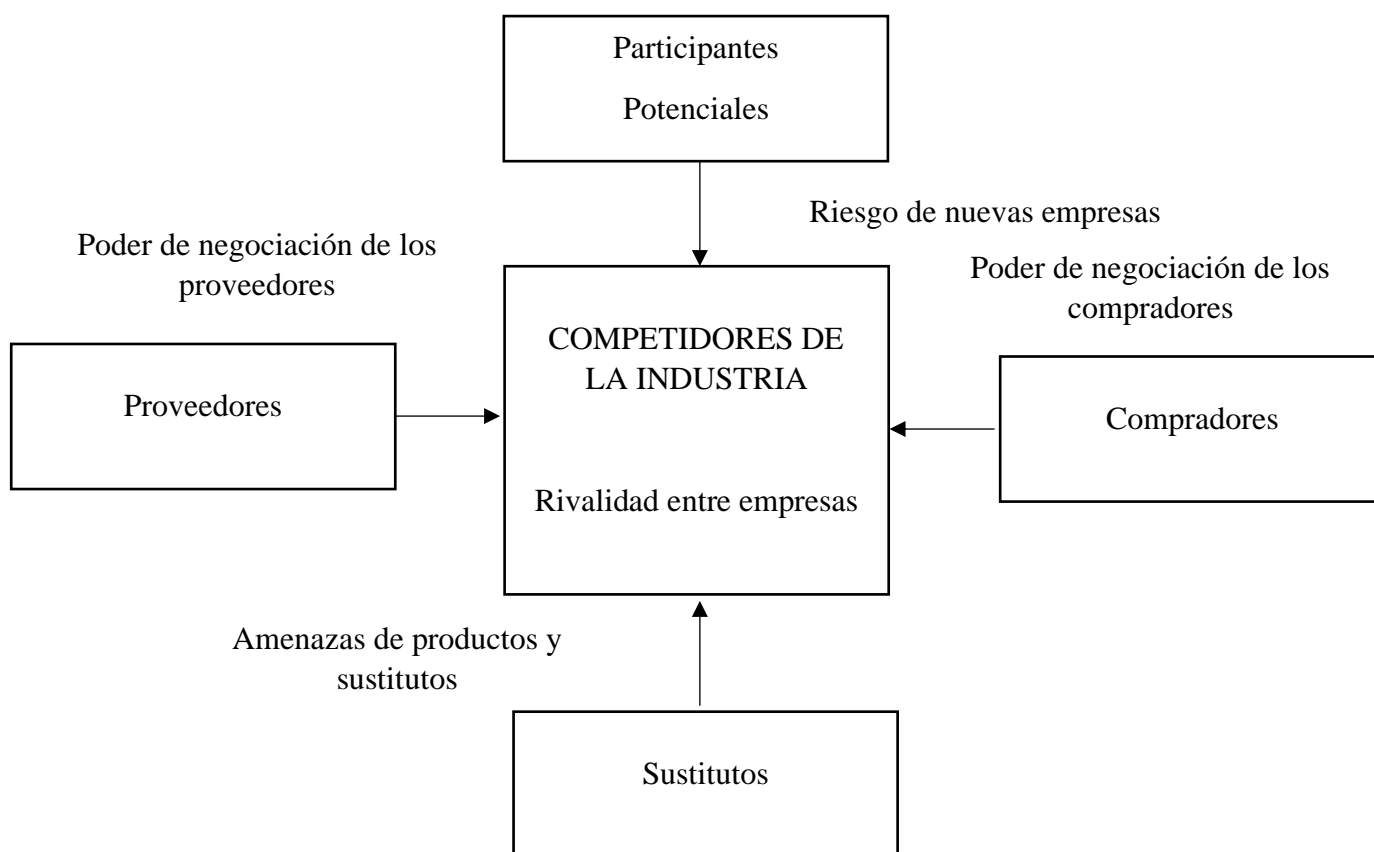 Participantes
Potenciales
Riesgo de nuevas empresas
Poder de negociación de los
proveedores
Poder de negociación de los
compradores
COMPETIDORES DE
LA INDUSTRIA
Proveedores
Compradores
Rivalidad entre empresas
Amenazas de productos y
sustitutos
Sustitutos